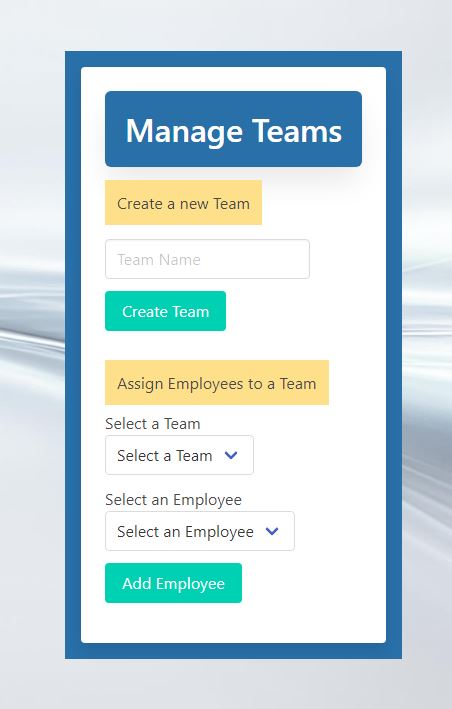 Manage Teams
Create a new Team
Team Name
Create Team
Assign Employees to a Team
Select a Team
Select a Team
Select an Employee
Select an Employee
Add Employee